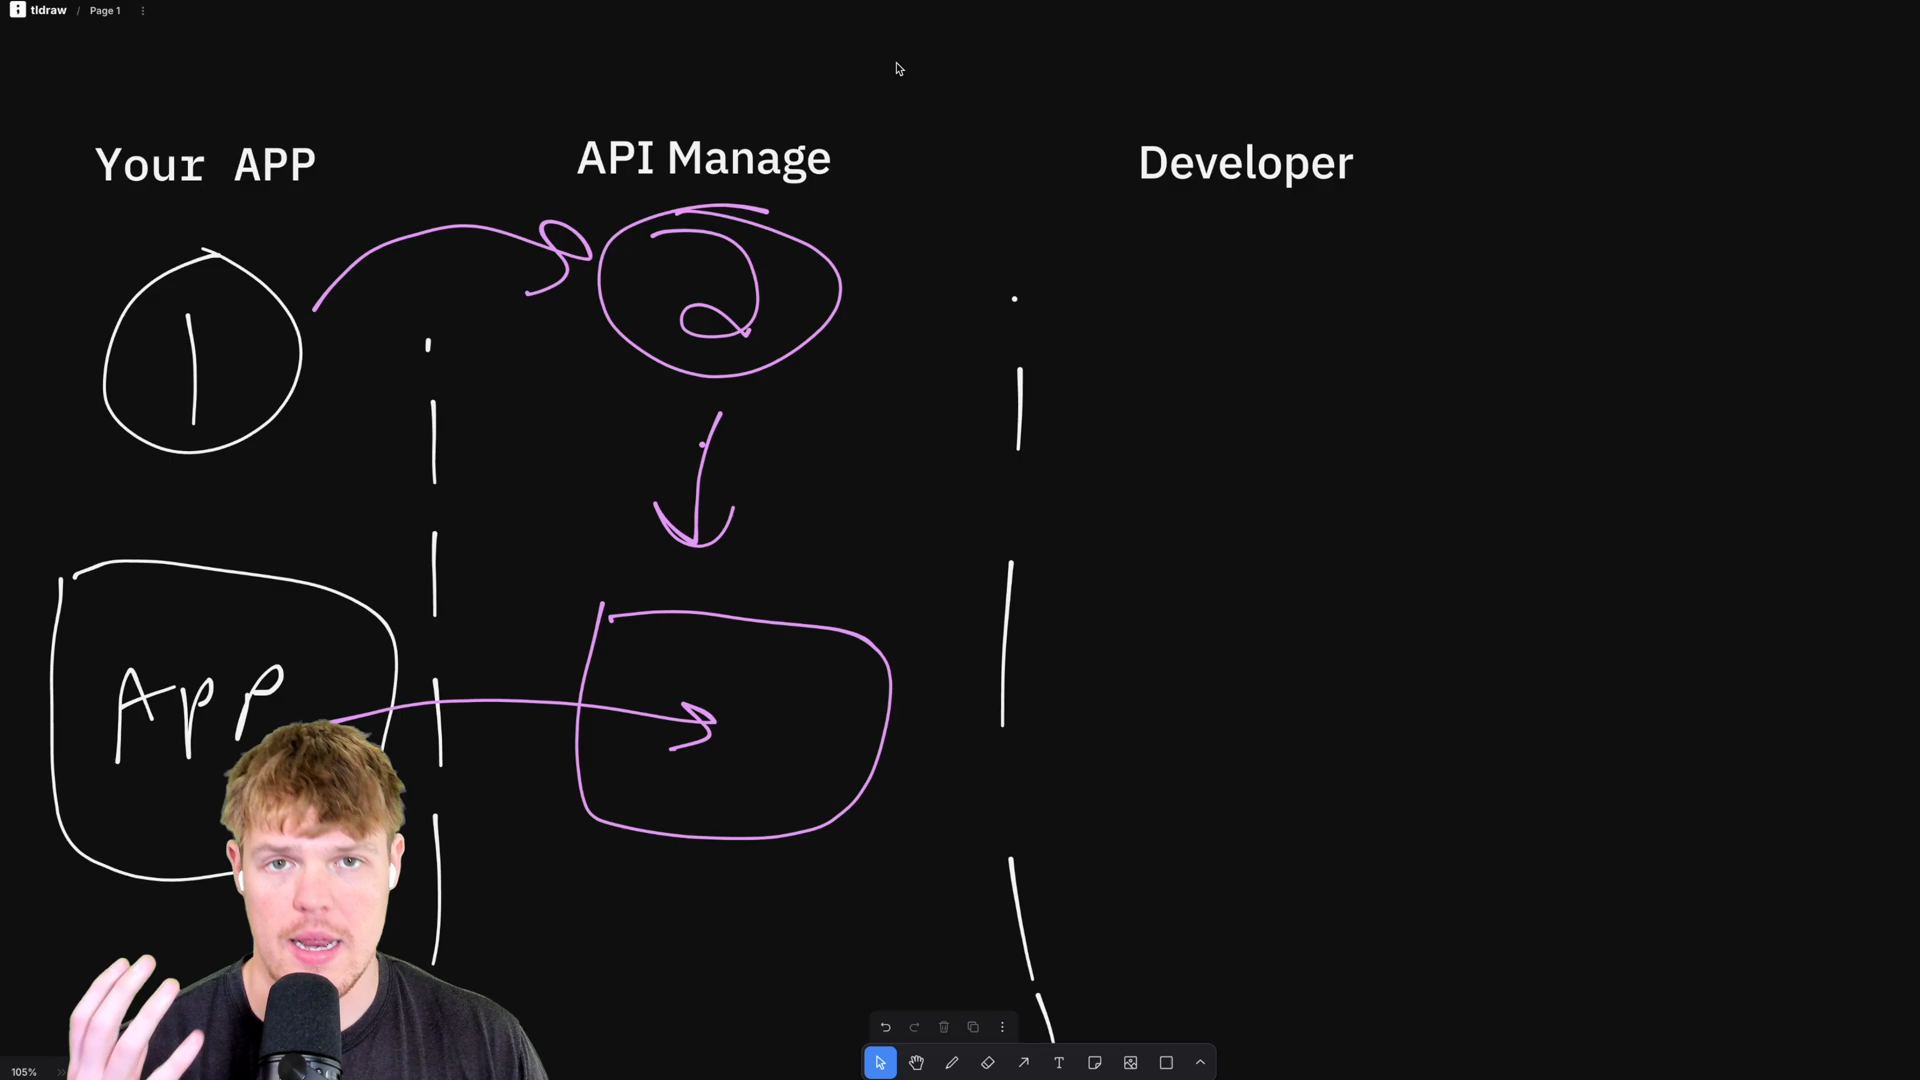 tldraw / Page 1
Your APP
API Manage
Developer
1
2
App
105%